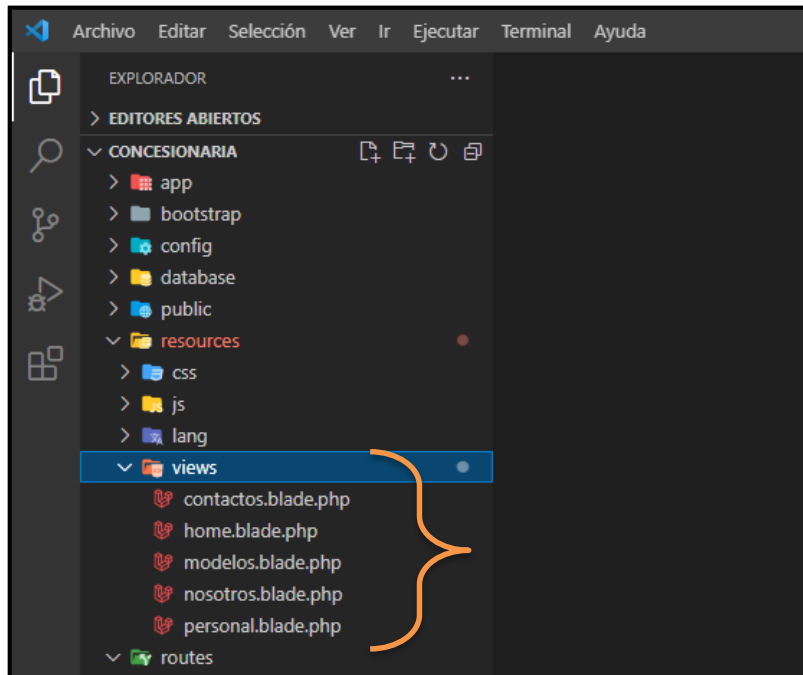 Archivo Editar Selección Ver Ir Ejecutar Terminal Ayuda
EXPLORADOR
EDITORES ABIERTOS
CONCESIONARIA
app
bootstrap
config
database
public
resources
css
js
lang
views
contactos.blade.php
home.blade.php
modelos.blade.php
nosotros.blade.php
personal.blade.php
routes